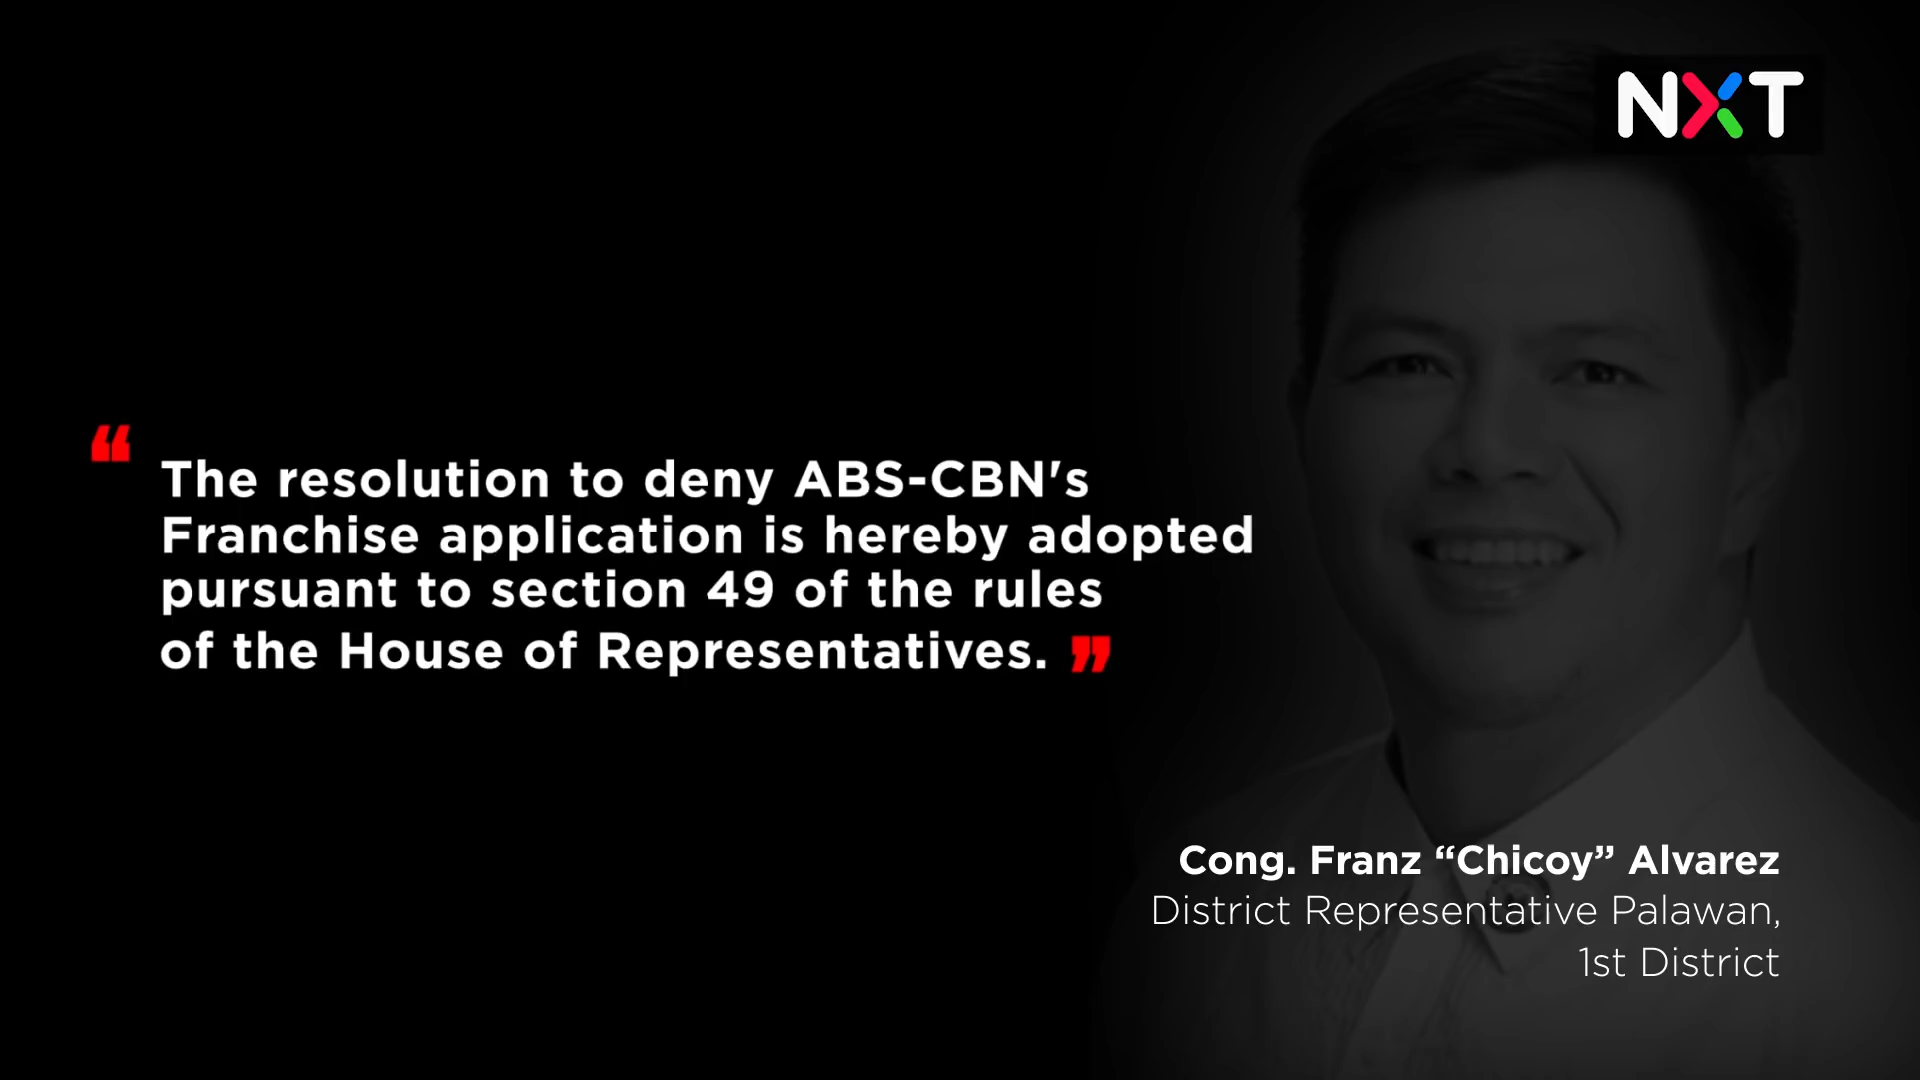 NXT
❝ The resolution to deny ABS-CBN's
Franchise application is hereby adopted
pursuant to section 49 of the rules
of the House of Representatives. ❞
Cong. Franz “Chicoy” Alvarez
District Representative Palawan,
1st District